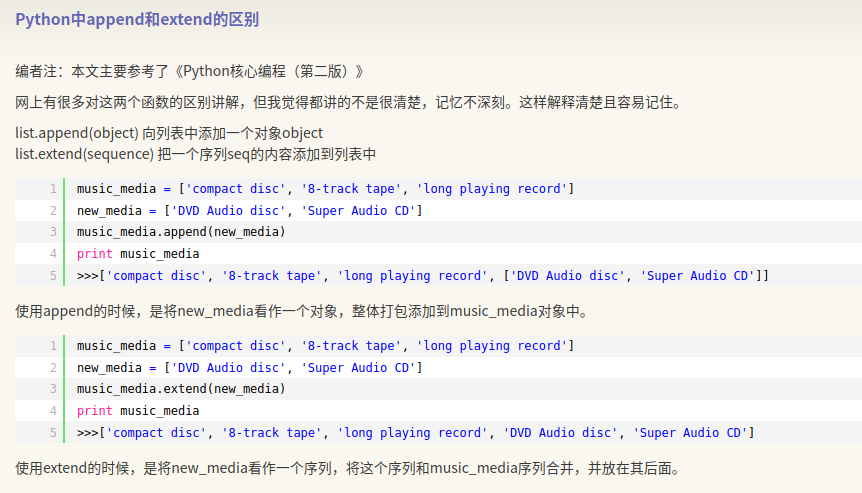 Python中append和extend的区别
编者注：本文主要参考了《Python核心编程（第二版）》
网上有很多对这两个函数的区别讲解，但我觉得都讲的不是很清楚，记忆不深刻。这样解释清楚且容易记住。
list.append(object) 向列表中添加一个对象object
list.extend(sequence) 把一个序列seq的内容添加到列表中
1 music_media = ['compact disc', '8-track tape', 'long playing record']
2 new_media = ['DVD Audio disc', 'Super Audio CD']
3 music_media.append(new_media)
4 print music_media
5 >>>['compact disc', '8-track tape', 'long playing record', ['DVD Audio disc', 'Super Audio CD']]
使用append的时候，是将new_media看作一个对象，整体打包添加到music_media对象中。
1 music_media = ['compact disc', '8-track tape', 'long playing record']
2 new_media = ['DVD Audio disc', 'Super Audio CD']
3 music_media.extend(new_media)
4 print music_media
5 >>>['compact disc', '8-track tape', 'long playing record', 'DVD Audio disc', 'Super Audio CD']
使用extend的时候，是将new_media看作一个序列，将这个序列和music_media序列合并，并放在其后面。